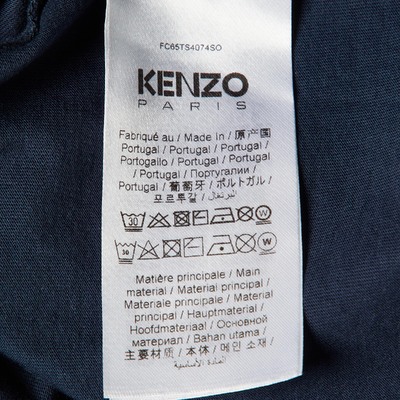 FC65TS4074SO
KENZO
PARIS
Fabriqué au / Made in / 原产国
Portugal / Portugal / Portugal /
Portogallo / Portugal / Portugal
/ Portugal / Португалии /
Portugal / 葡萄牙 / ポルトガル /
포르투갈 / البرتغال
30 W
30 W
Matière principale / Main
material / Material principal /
Materiale principale / Material
principal / Hauptmaterial /
Hoofdmateriaal / Основной
материал / Bahan utama /
主要材质 / 本体 / 메인 소재 /
المادة الأساسية